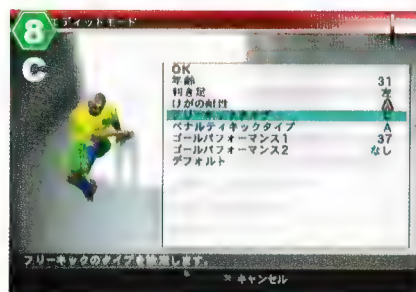 8 エディットモード
C
OK
年齢 31
利き足 左
けがの耐性 A
フリーキックタイプ C
ペナルティキックタイプ A
ゴールパフォーマンス1 37
ゴールパフォーマンス2 なし
デフォルト
フリーキックのタイプを設定します。
× キャンセル